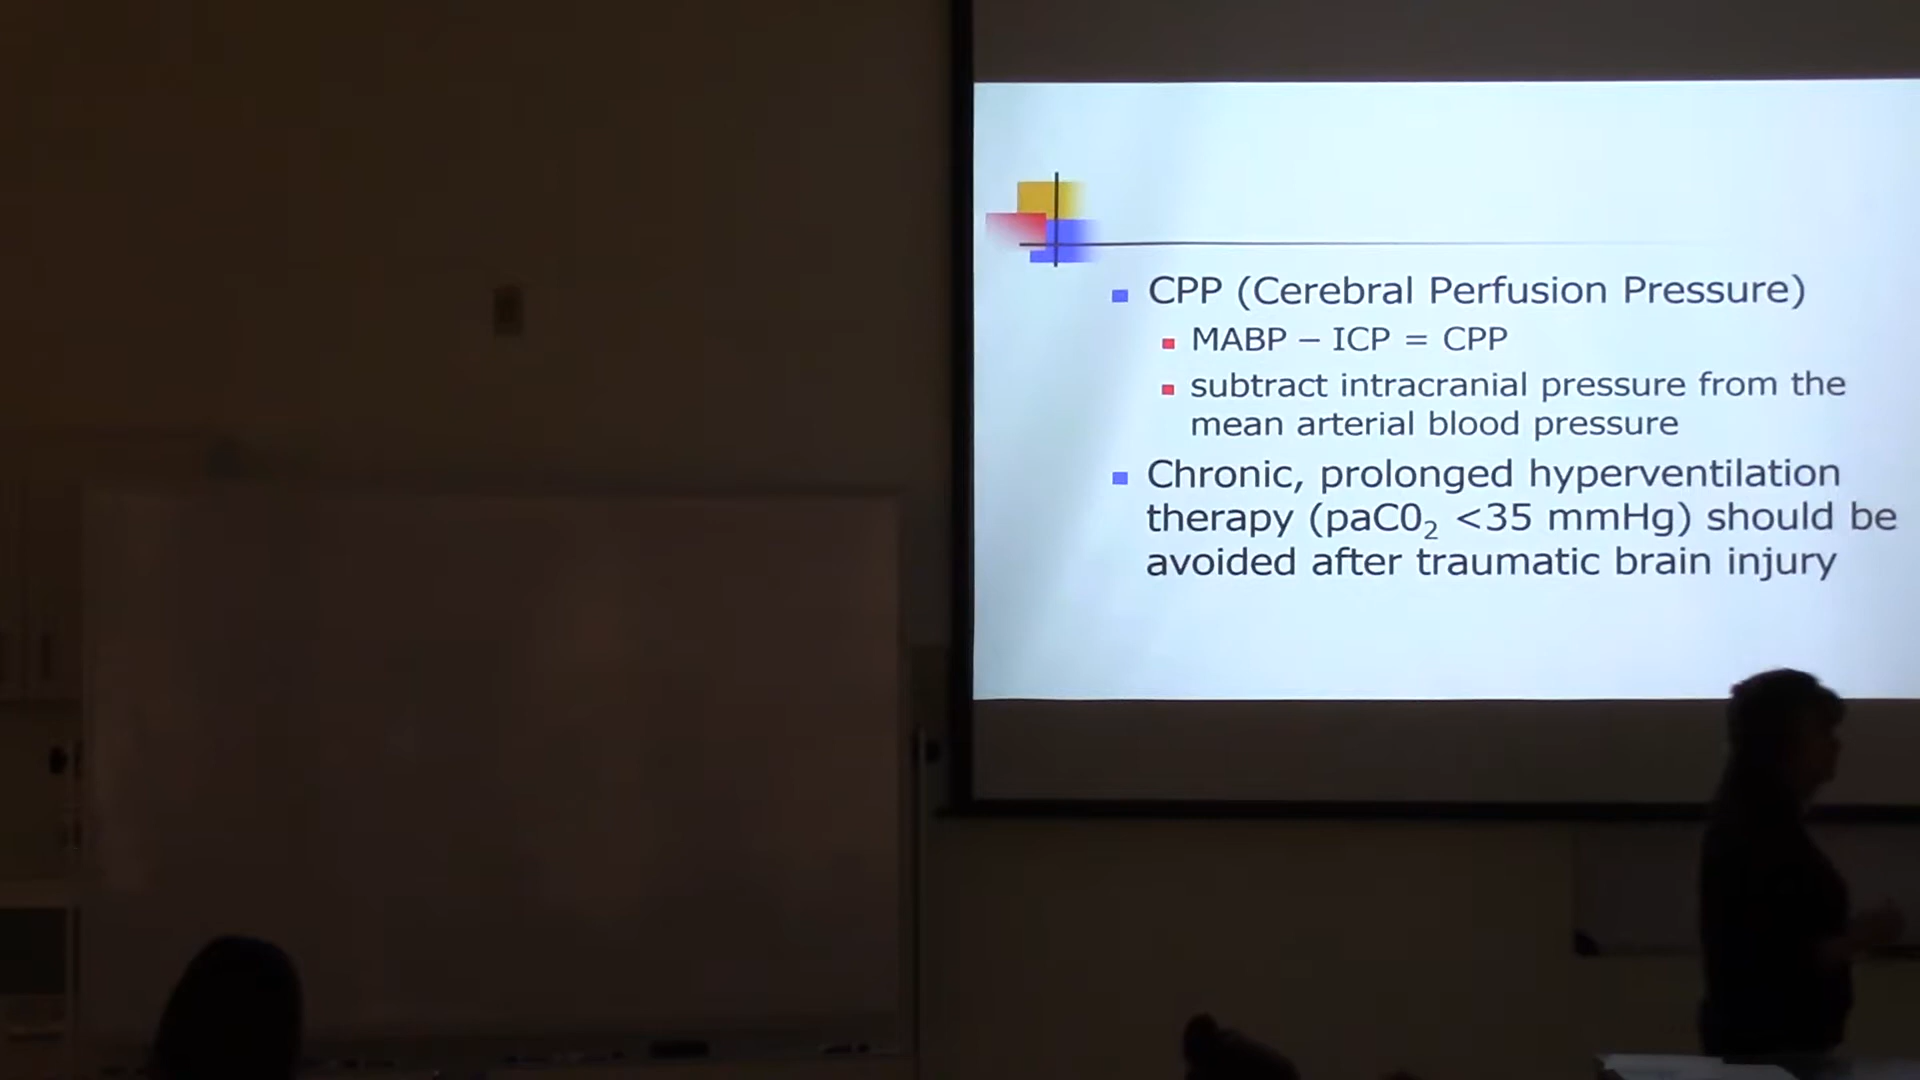 CPP (Cerebral Perfusion Pressure)
MABP – ICP = CPP
subtract intracranial pressure from the
mean arterial blood pressure
Chronic, prolonged hyperventilation
therapy (paC0₂ <35 mmHg) should be
avoided after traumatic brain injury